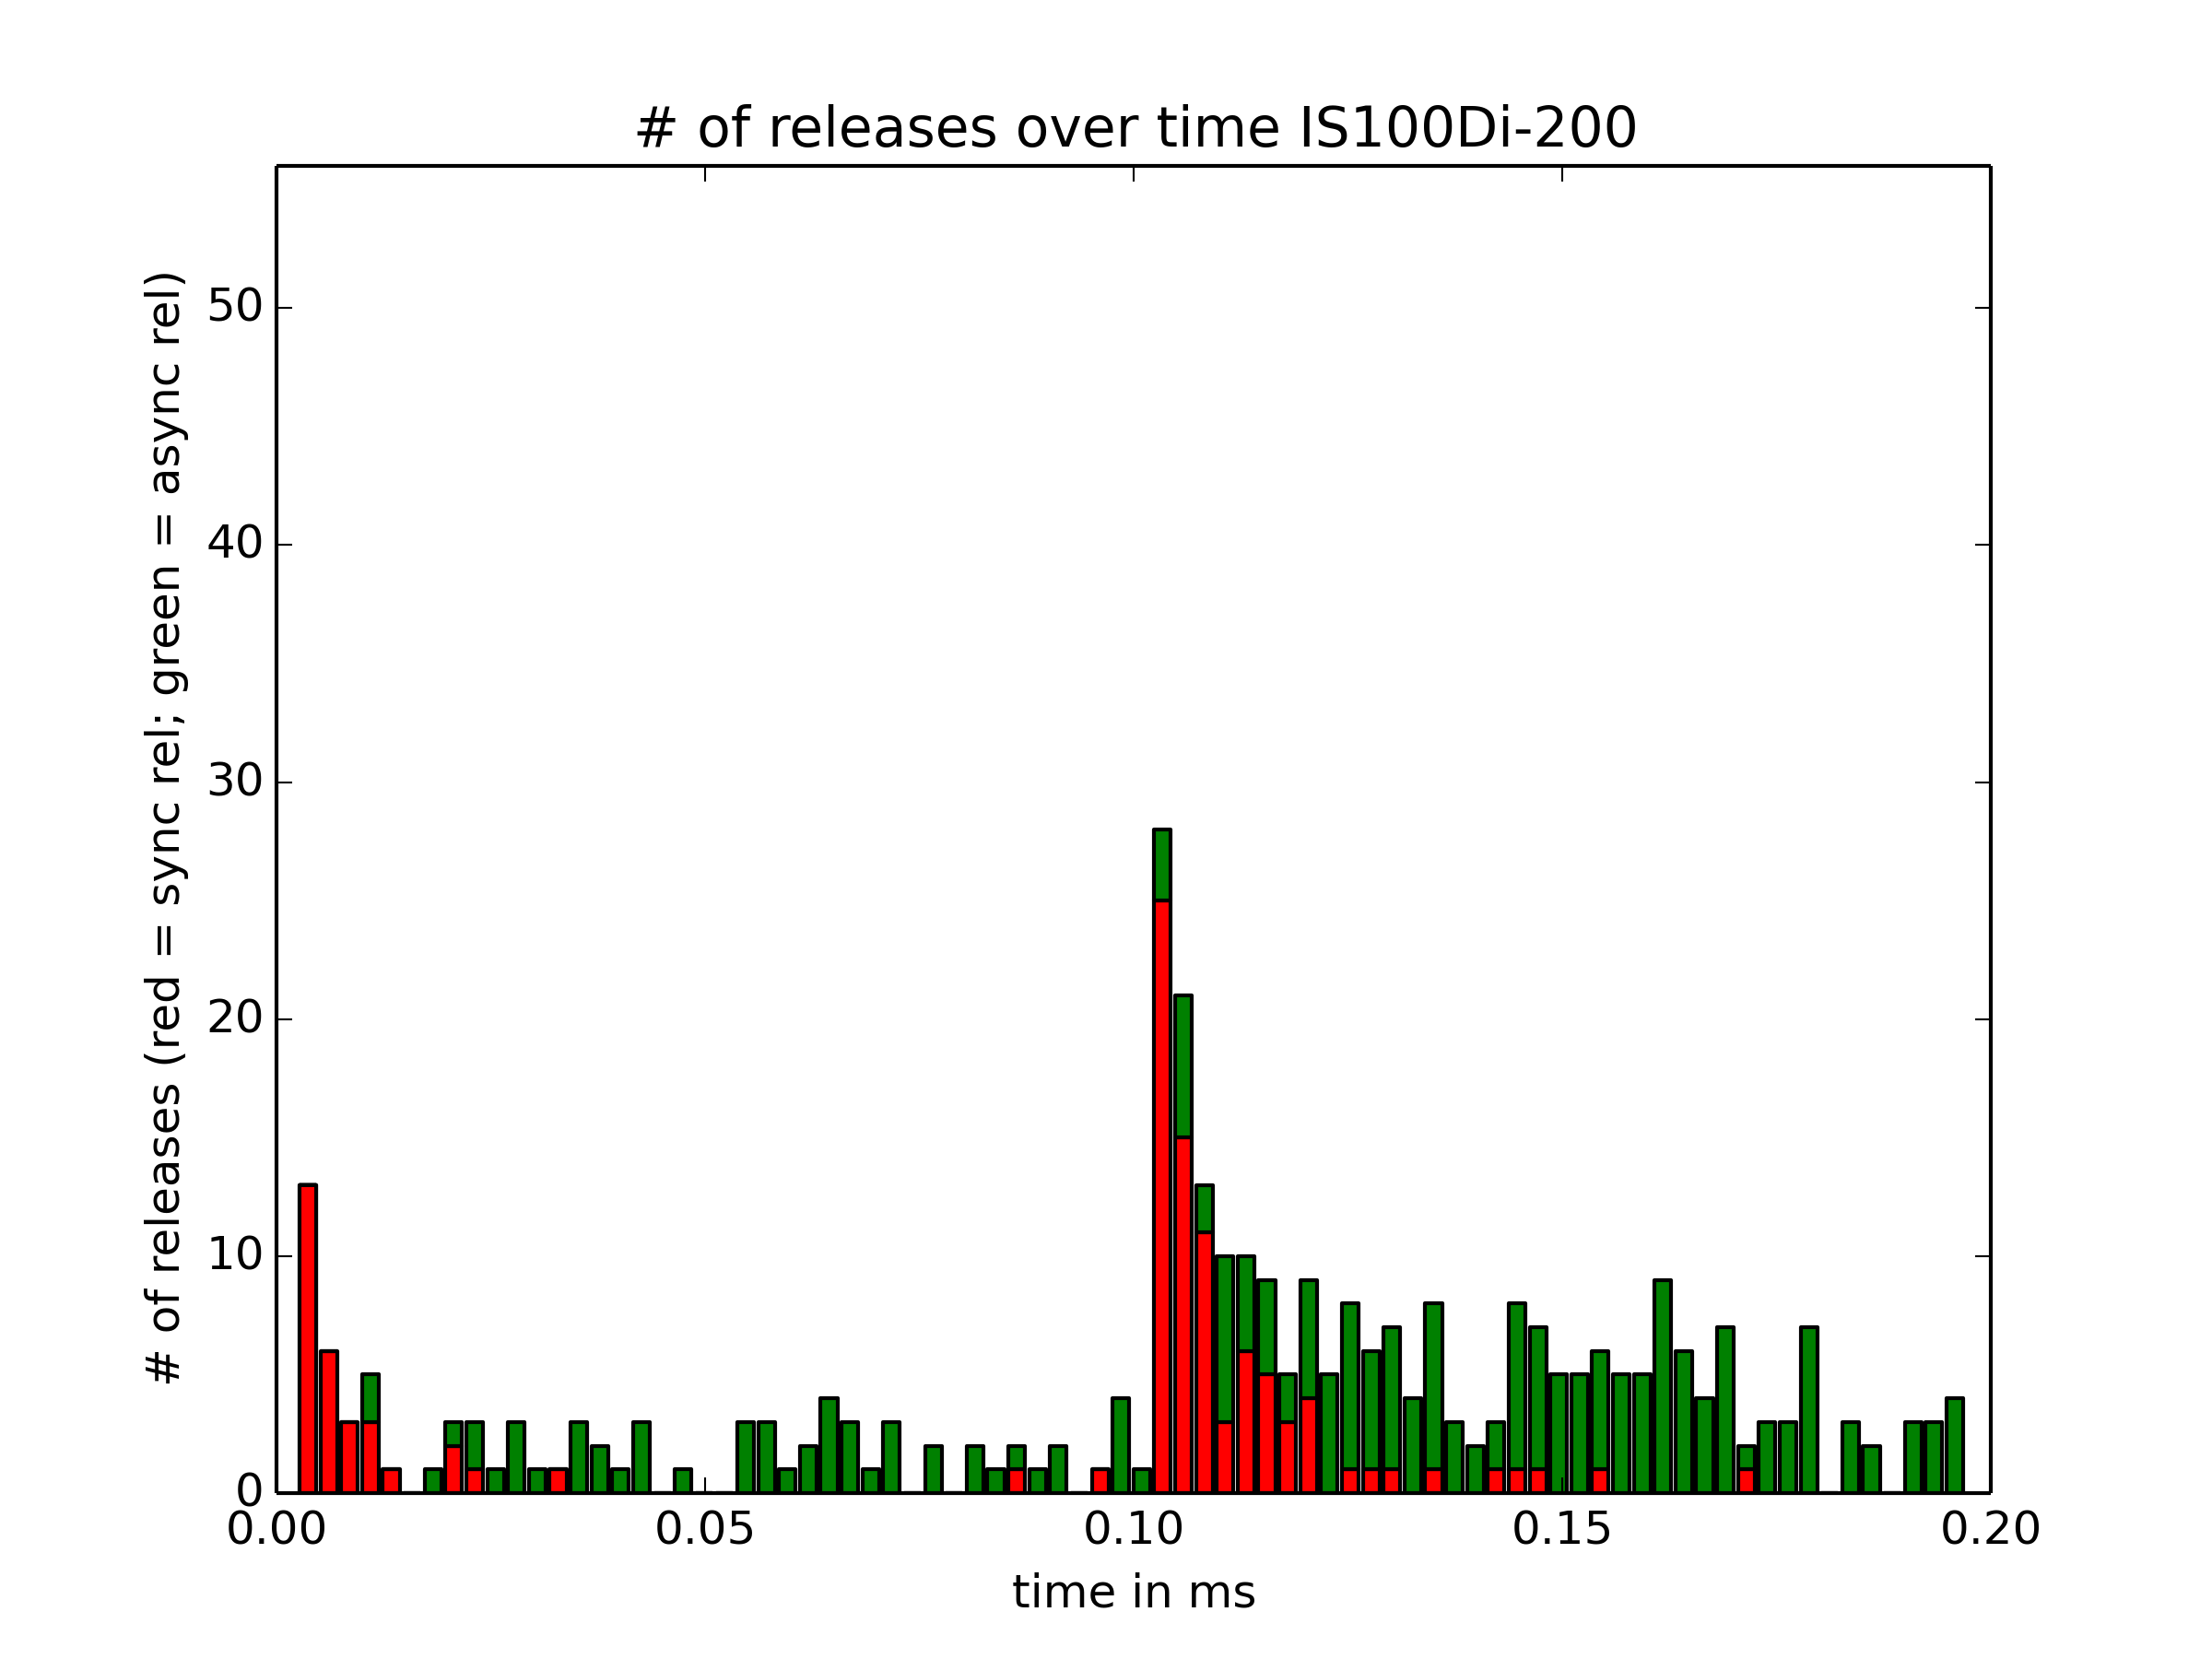 # of releases over time IS100Di-200
# of releases (red = sync rel; green = async rel)
50
40
30
20
10
0
0.00 0.05 0.10 0.15 0.20
time in ms